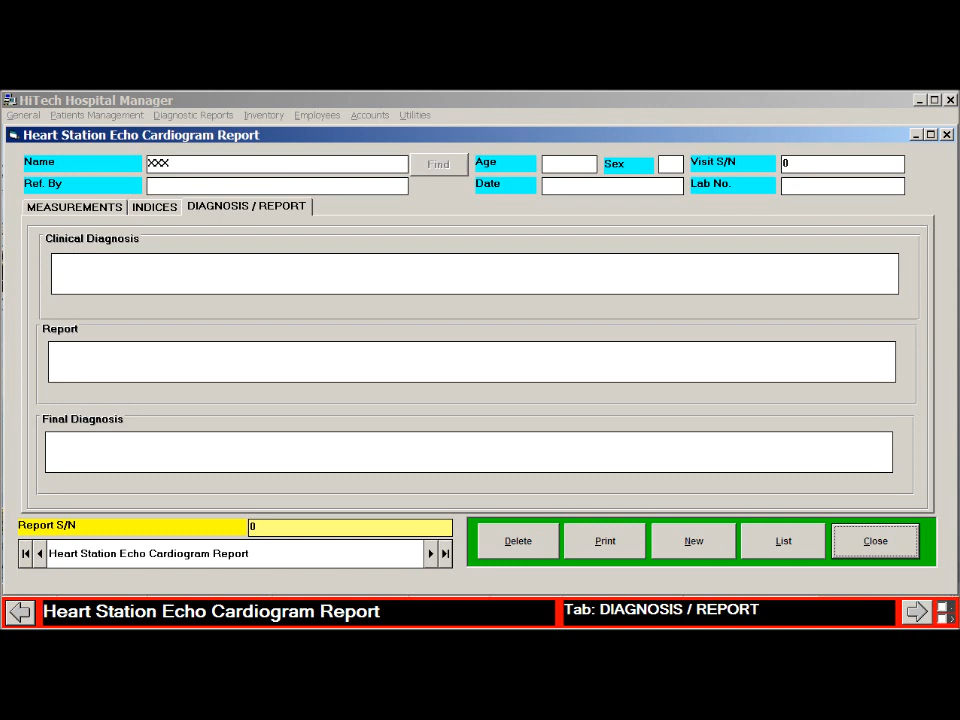 HiTech Hospital Manager
General Patients Management Diagnostic Reports Inventory Employees Accounts Utilities
Heart Station Echo Cardiogram Report
Name XXX Find Age Sex Visit S/N 0
Ref. By Date Lab No.
MEASUREMENTS INDICES DIAGNOSIS / REPORT
Clinical Diagnosis
Report
Final Diagnosis
Report S/N 0
Heart Station Echo Cardiogram Report
Delete Print New List Close
Heart Station Echo Cardiogram Report Tab: DIAGNOSIS / REPORT